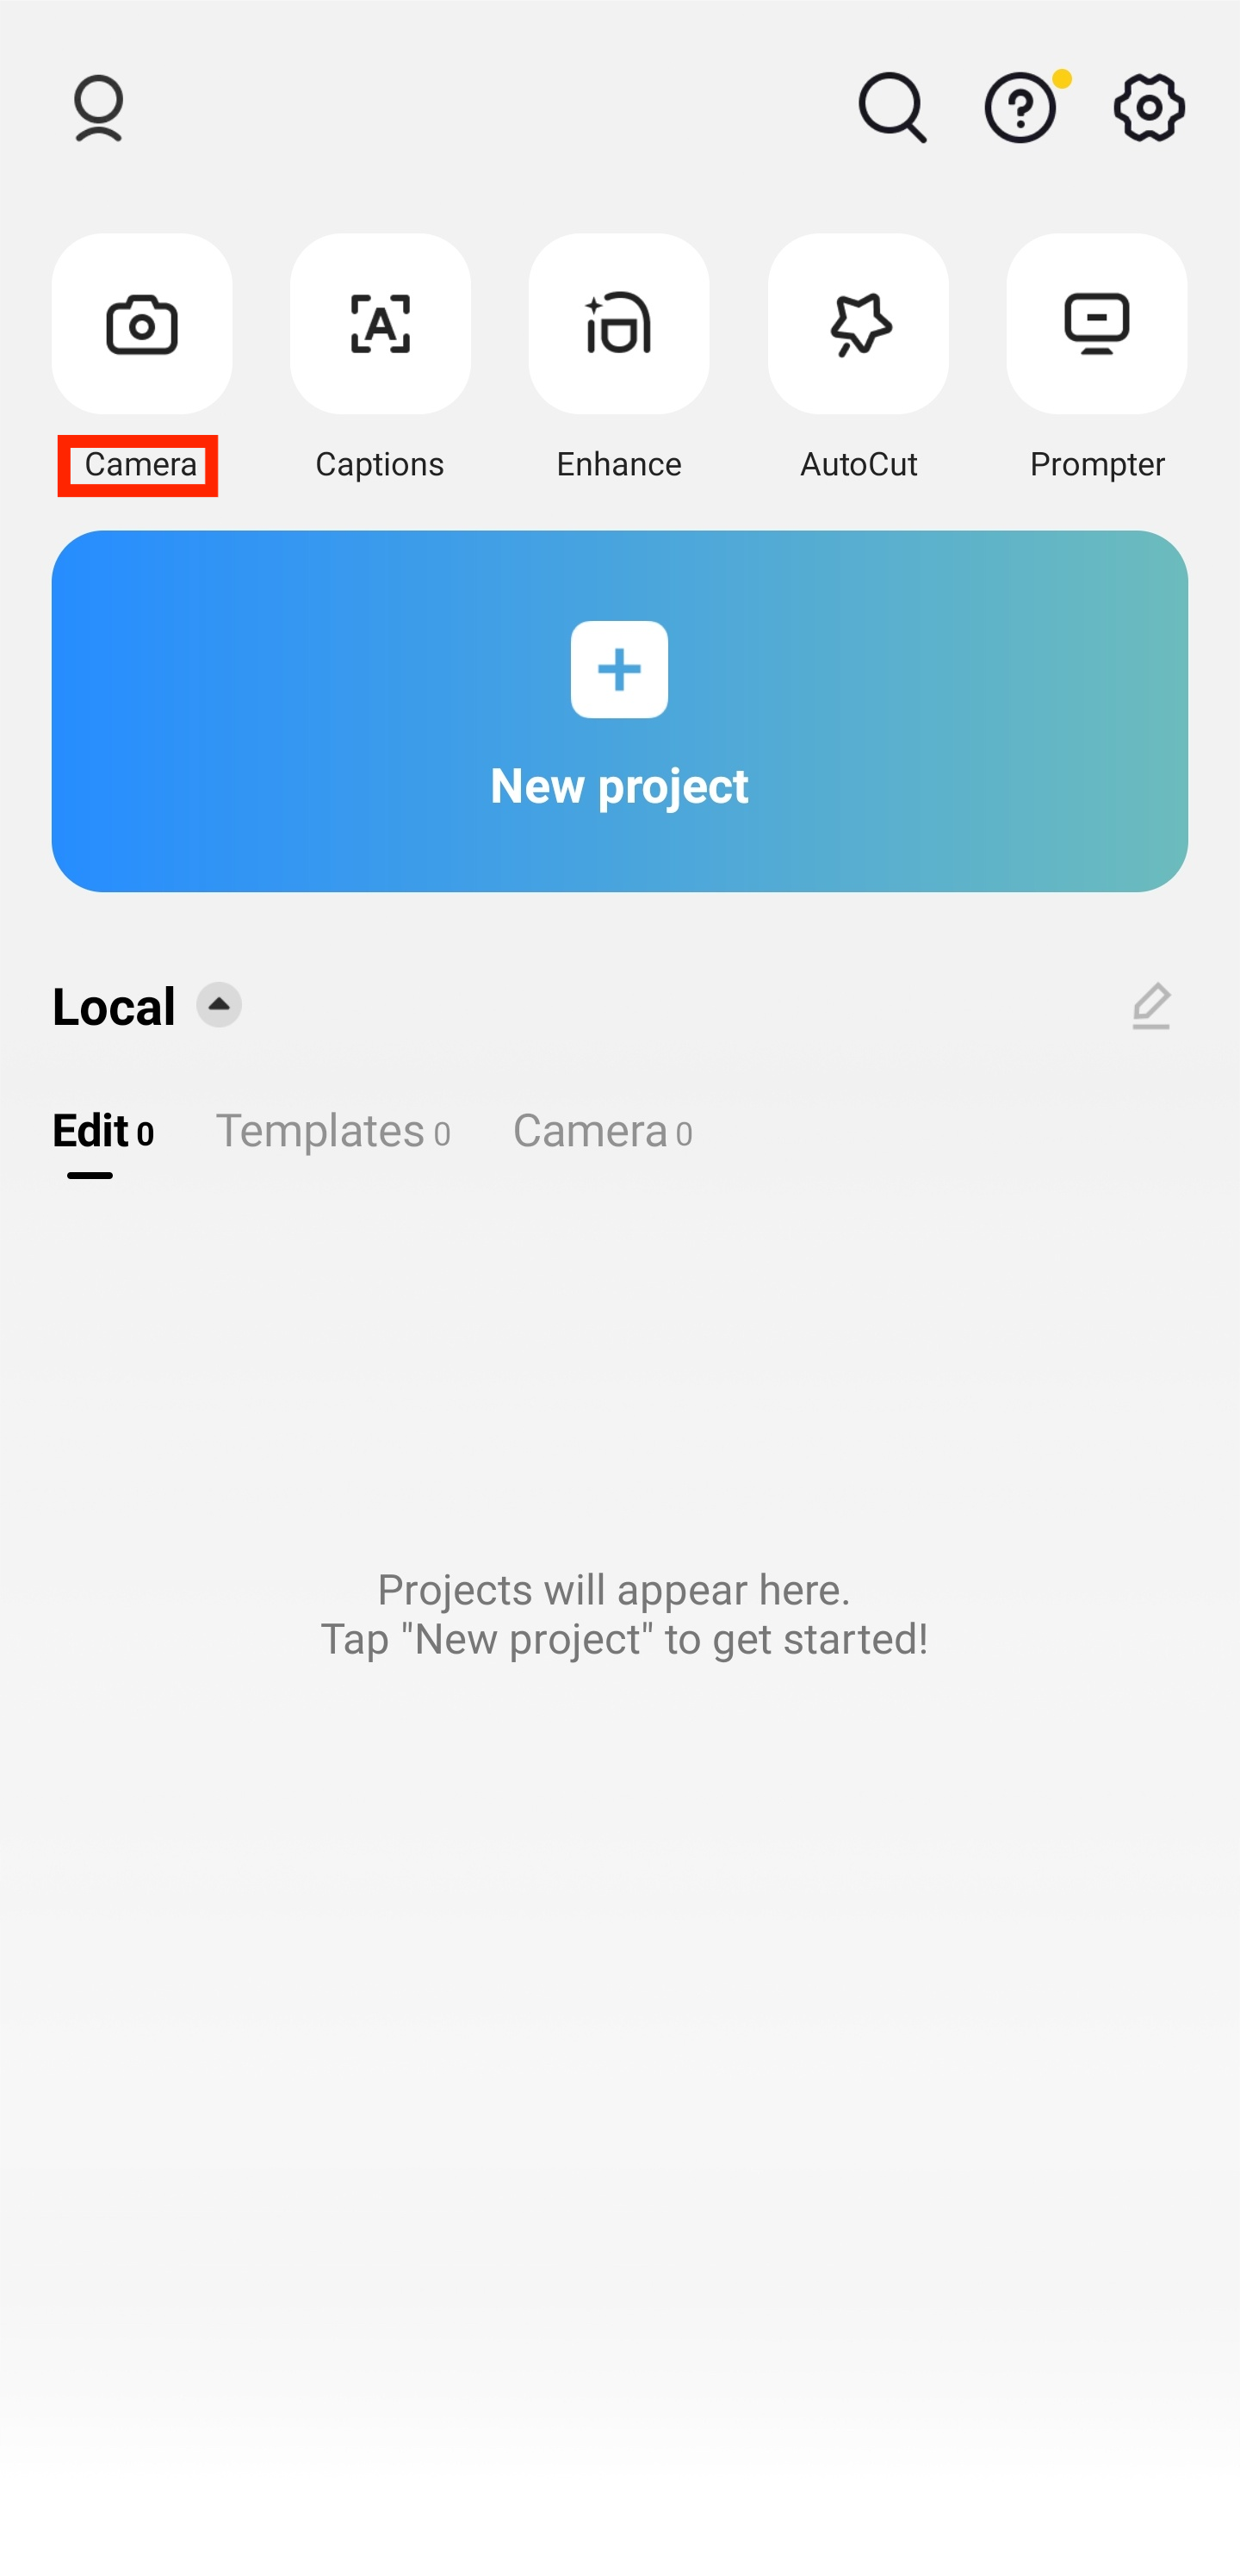 Camera Captions Enhance AutoCut Prompter
New project
Local
Edit 0 Templates 0 Camera 0
Projects will appear here.
Tap "New project" to get started!